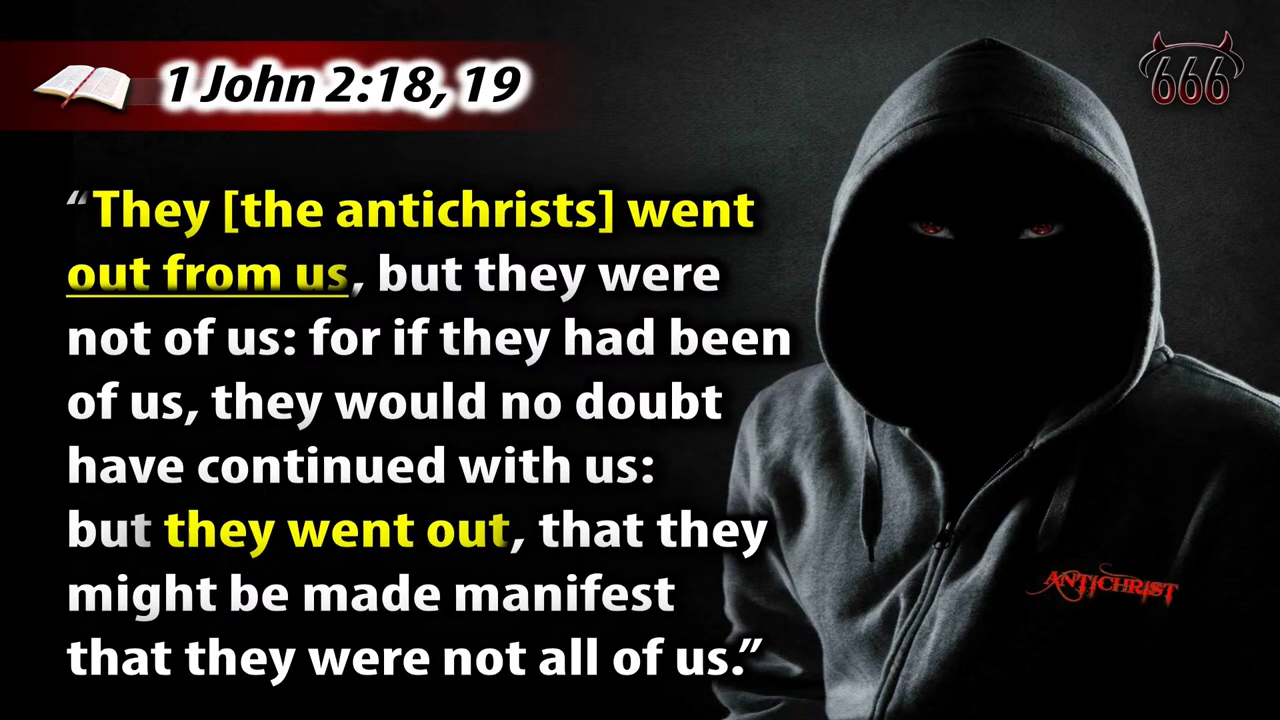 1 John 2:18, 19
666
“They [the antichrists] went
out from us, but they were
not of us: for if they had been
of us, they would no doubt
have continued with us:
but they went out, that they
might be made manifest
that they were not all of us.”
ANTICHRIST